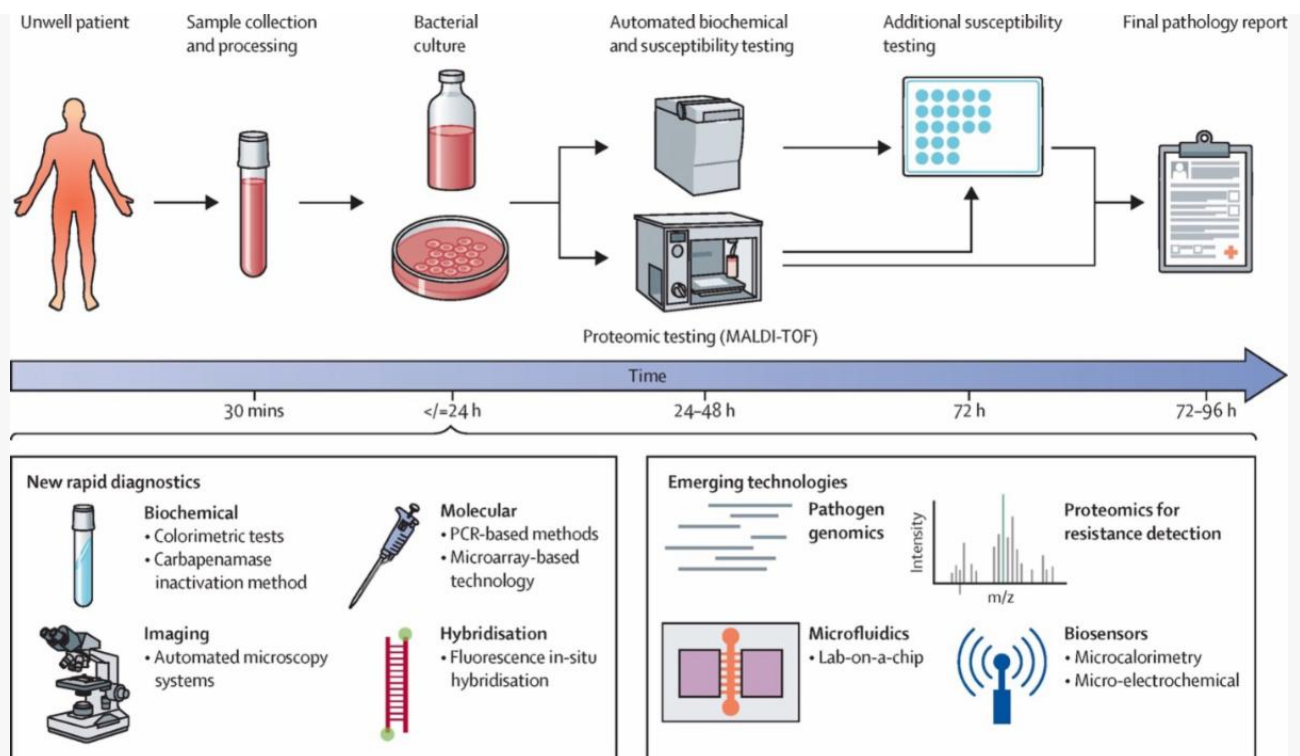 Unwell patient
Sample collection
and processing
Bacterial
culture
Automated biochemical
and susceptibility testing
Additional susceptibility
testing
Final pathology report
Proteomic testing (MALDI-TOF)
Time
30 mins
</=24 h
24–48 h
72 h
72–96 h
New rapid diagnostics
Biochemical
• Colorimetric tests
• Carbapenamase
inactivation method
Molecular
• PCR-based methods
• Microarray-based
technology
Imaging
• Automated microscopy
systems
Hybridisation
• Fluorescence in-situ
hybridisation
Emerging technologies
Pathogen
genomics
Intensity
m/z
Proteomics for
resistance detection
Microfluidics
• Lab-on-a-chip
Biosensors
• Microcalorimetry
• Micro-electrochemical